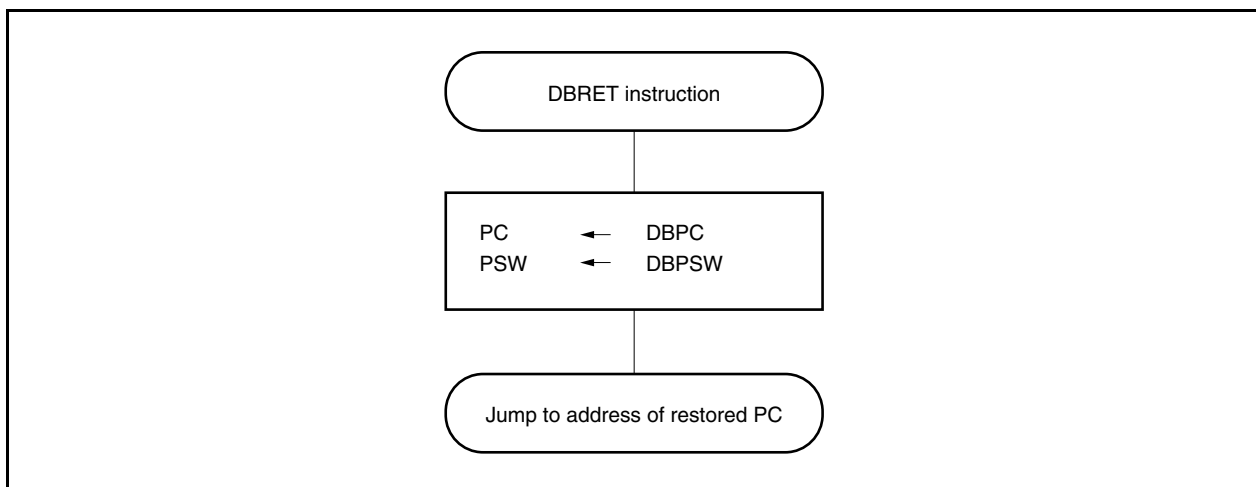 DBRET instruction
PC ← DBPC
PSW ← DBPSW
Jump to address of restored PC